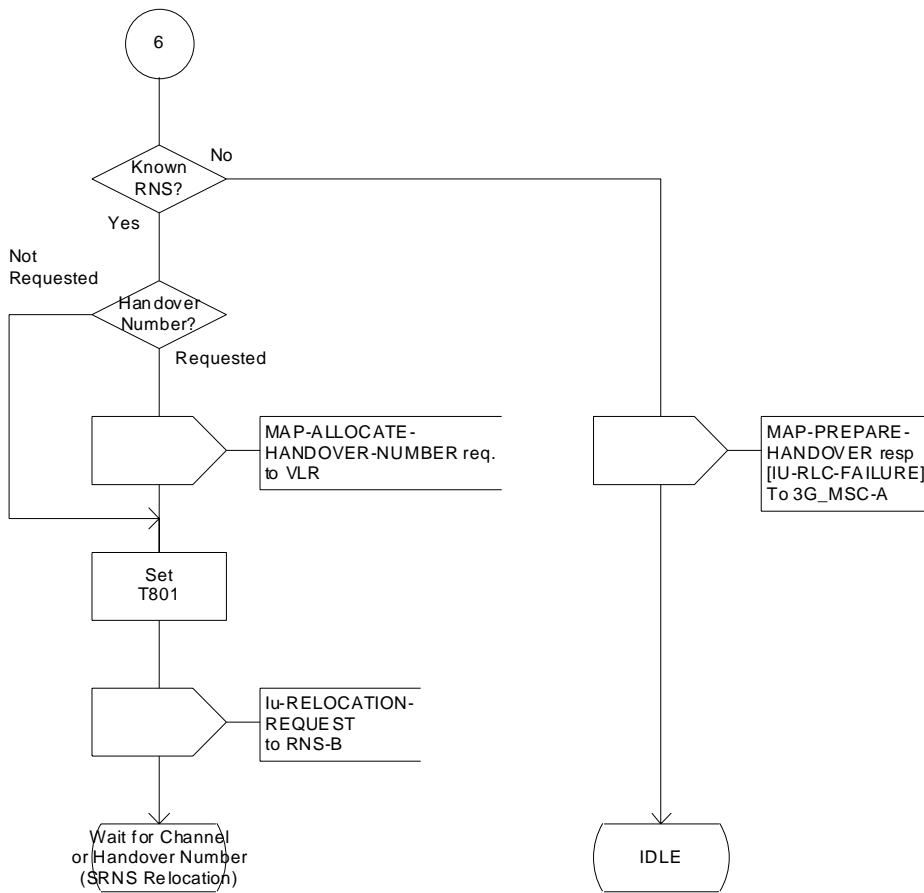 6
Known
RNS?
No
Yes
Not
Requested
Handover
Number?
Requested
MAP-ALLOCATE-
HANDOVER-NUMBER req.
to VLR
MAP-PREPARE-
HANDOVER resp
[IU-RLC-FAILURE]
To 3G_MSC-A
Set
T801
Iu-RELOCATION-
REQUEST
to RNS-B
Wait for Channel
or Handover Number
(SRNS Relocation)
IDLE